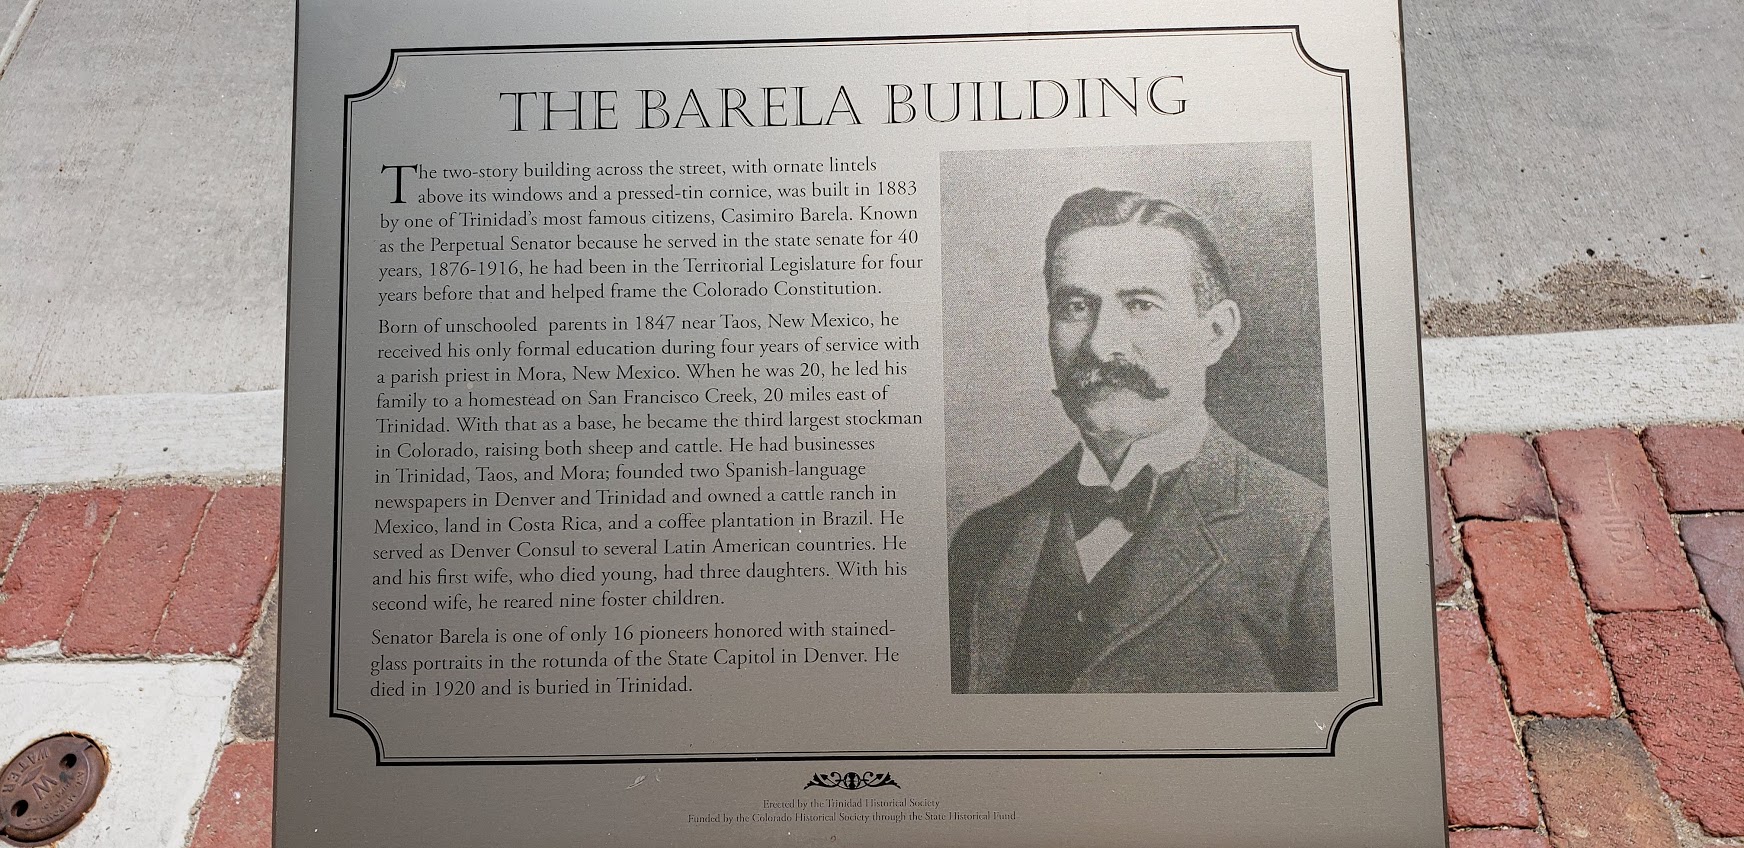 THE BARELA BUILDING
The two-story building across the street, with ornate lintels
above its windows and a pressed-tin cornice, was built in 1883
by one of Trinidad's most famous citizens, Casimiro Barela. Known
as the Perpetual Senator because he served in the state senate for 40
years, 1876-1916, he had been in the Territorial Legislature for four
years before that and helped frame the Colorado Constitution.
Born of unschooled parents in 1847 near Taos, New Mexico, he
received his only formal education during four years of service with
a parish priest in Mora, New Mexico. When he was 20, he led his
family to a homestead on San Francisco Creek, 20 miles east of
Trinidad. With that as a base, he became the third largest stockman
in Colorado, raising both sheep and cattle. He had businesses
in Trinidad, Taos, and Mora; founded two Spanish-language
newspapers in Denver and Trinidad and owned a cattle ranch in
Mexico, land in Costa Rica, and a coffee plantation in Brazil. He
served as Denver Consul to several Latin American countries. He
and his first wife, who died young, had three daughters. With his
second wife, he reared nine foster children.
Senator Barela is one of only 16 pioneers honored with stained-
glass portraits in the rotunda of the State Capitol in Denver. He
died in 1920 and is buried in Trinidad.
Erected by the Trinidad Historical Society
Funded by the Colorado Historical Society through the State Historical Fund
W
WATER